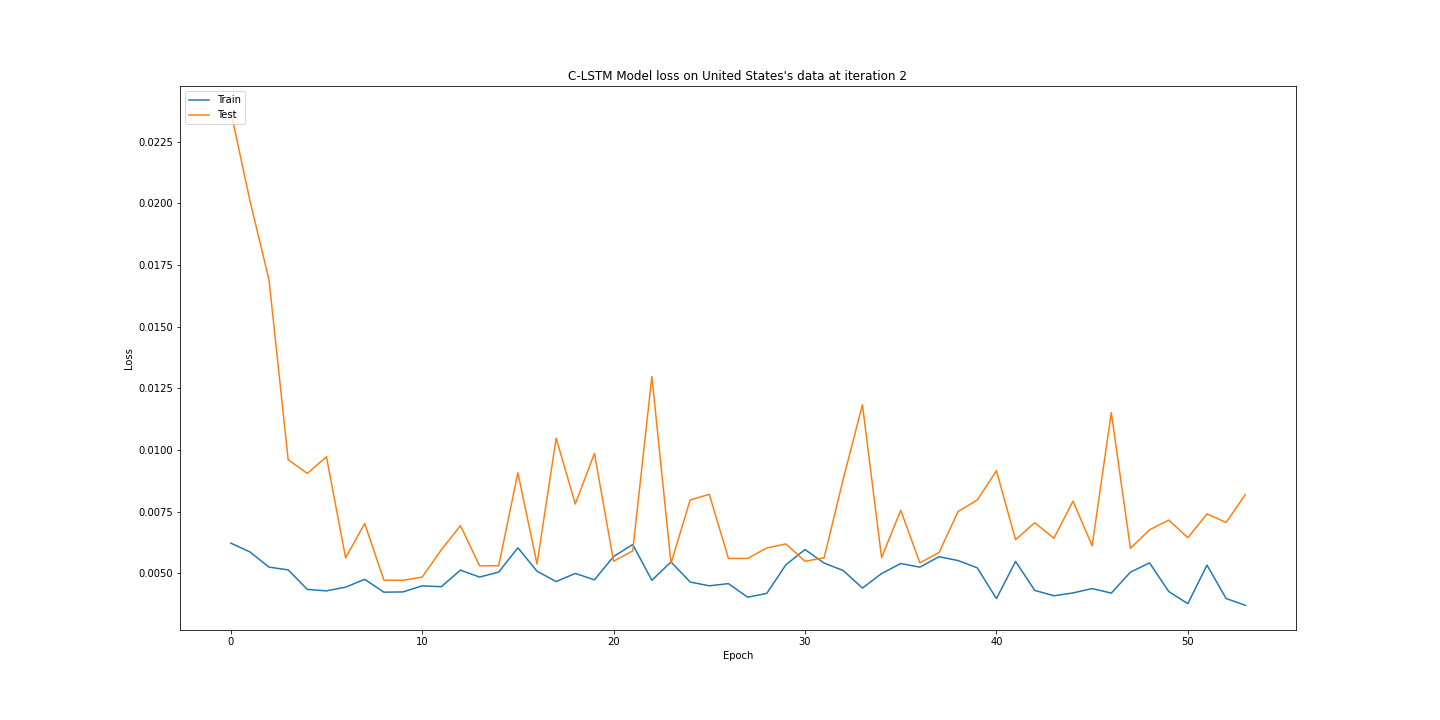 C-LSTM Model loss on United States's data at iteration 2
Train
Test
0.0225
0.0200
0.0175
0.0150
0.0125
0.0100
0.0075
0.0050
Loss
0 10 20 30 40 50
Epoch